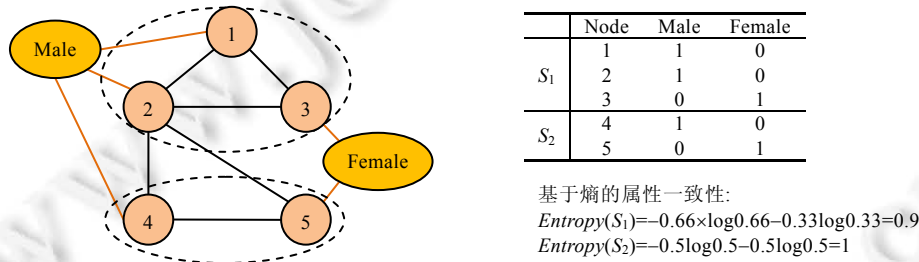 Male
1
2
3
Female
4
5
Node Male Female
S₁
1 1 0
2 1 0
3 0 1
S₂
4 1 0
5 0 1
基于熵的属性一致性:
Entropy(S₁)=−0.66×log0.66−0.33log0.33=0.9
Entropy(S₂)=−0.5log0.5−0.5log0.5=1